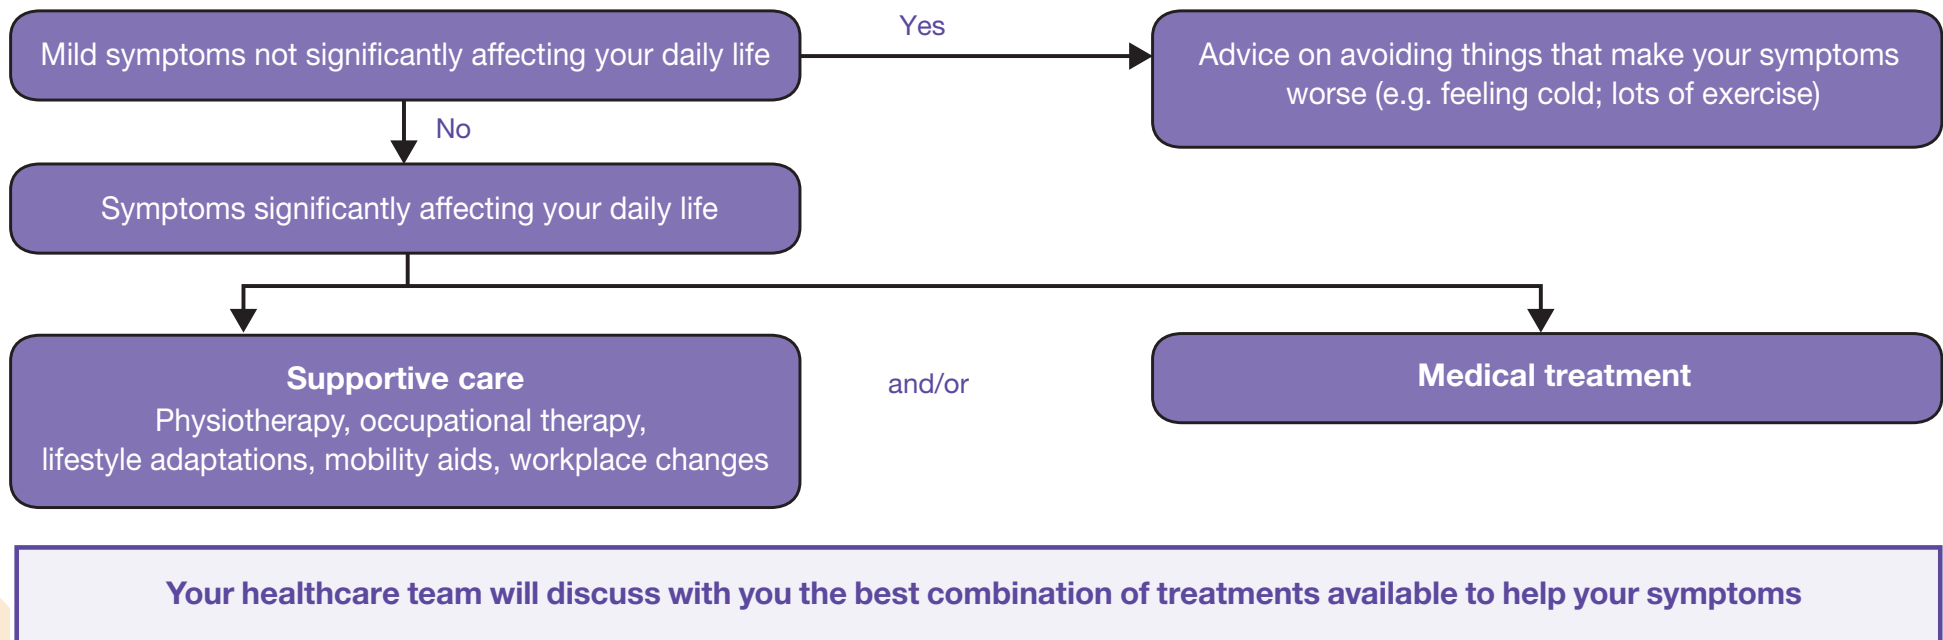 Mild symptoms not significantly affecting your daily life
Yes
Advice on avoiding things that make your symptoms
worse (e.g. feeling cold; lots of exercise)
No
Symptoms significantly affecting your daily life
Supportive care
Physiotherapy, occupational therapy,
lifestyle adaptations, mobility aids, workplace changes
and/or
Medical treatment
Your healthcare team will discuss with you the best combination of treatments available to help your symptoms